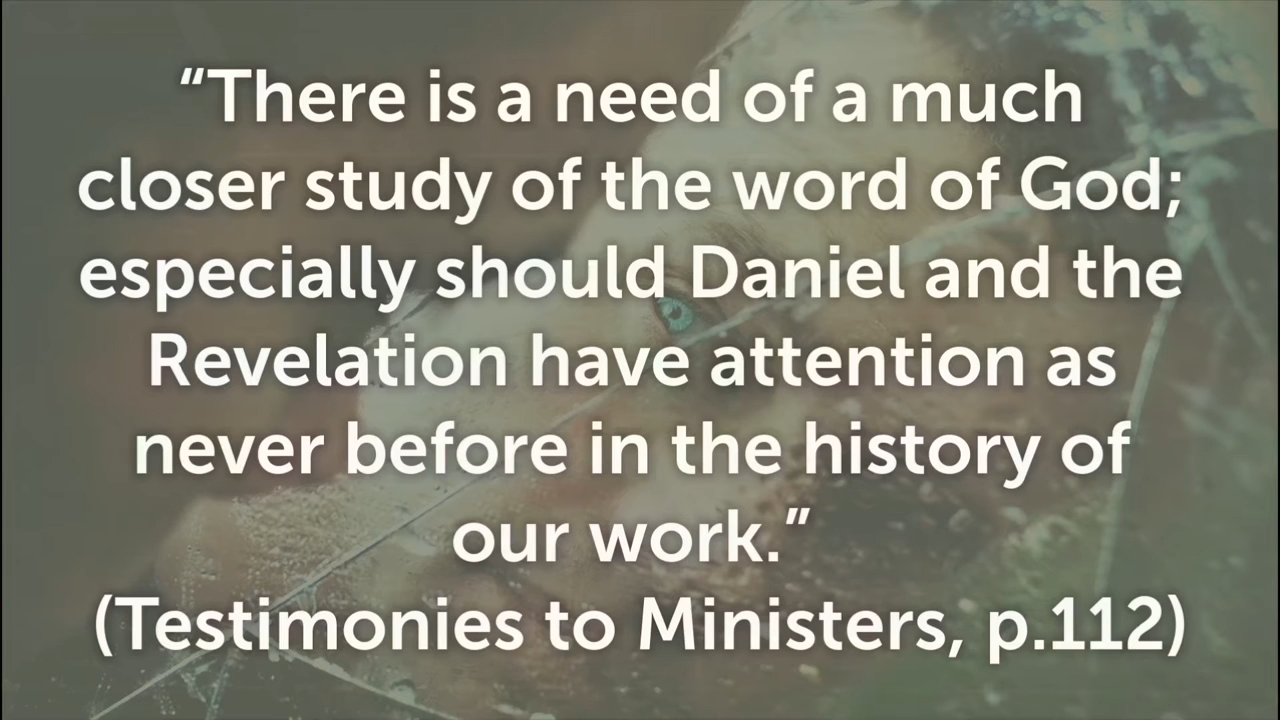 “There is a need of a much
closer study of the word of God;
especially should Daniel and the
Revelation have attention as
never before in the history of
our work.”
(Testimonies to Ministers, p.112)